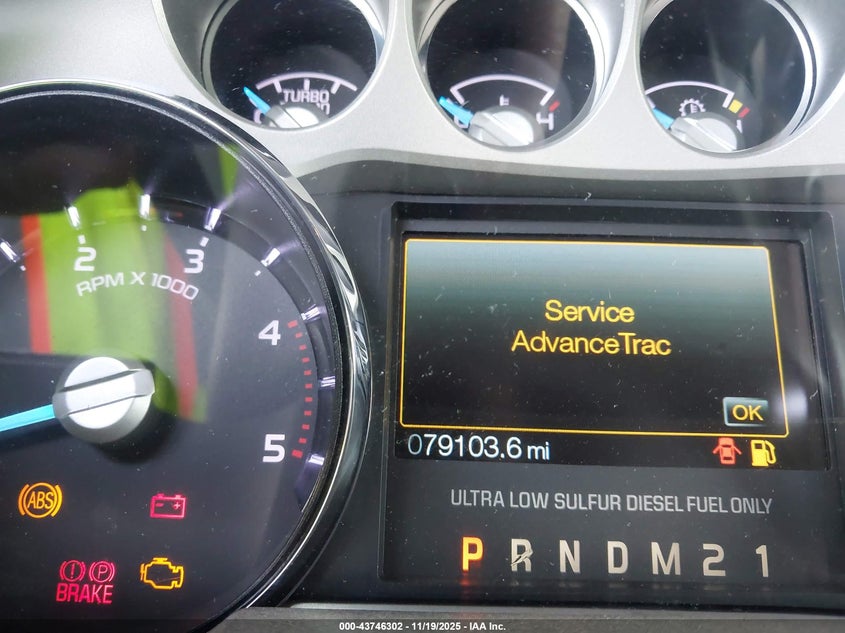 TURBO
4
2
3
RPM X 1000
4
5
Service
AdvanceTrac
OK
079103.6 mi
ULTRA LOW SULFUR DIESEL FUEL ONLY
P R N D M 2 1
ABS
P
BRAKE
000-43746302 - 11/19/2025 - IAA Inc.